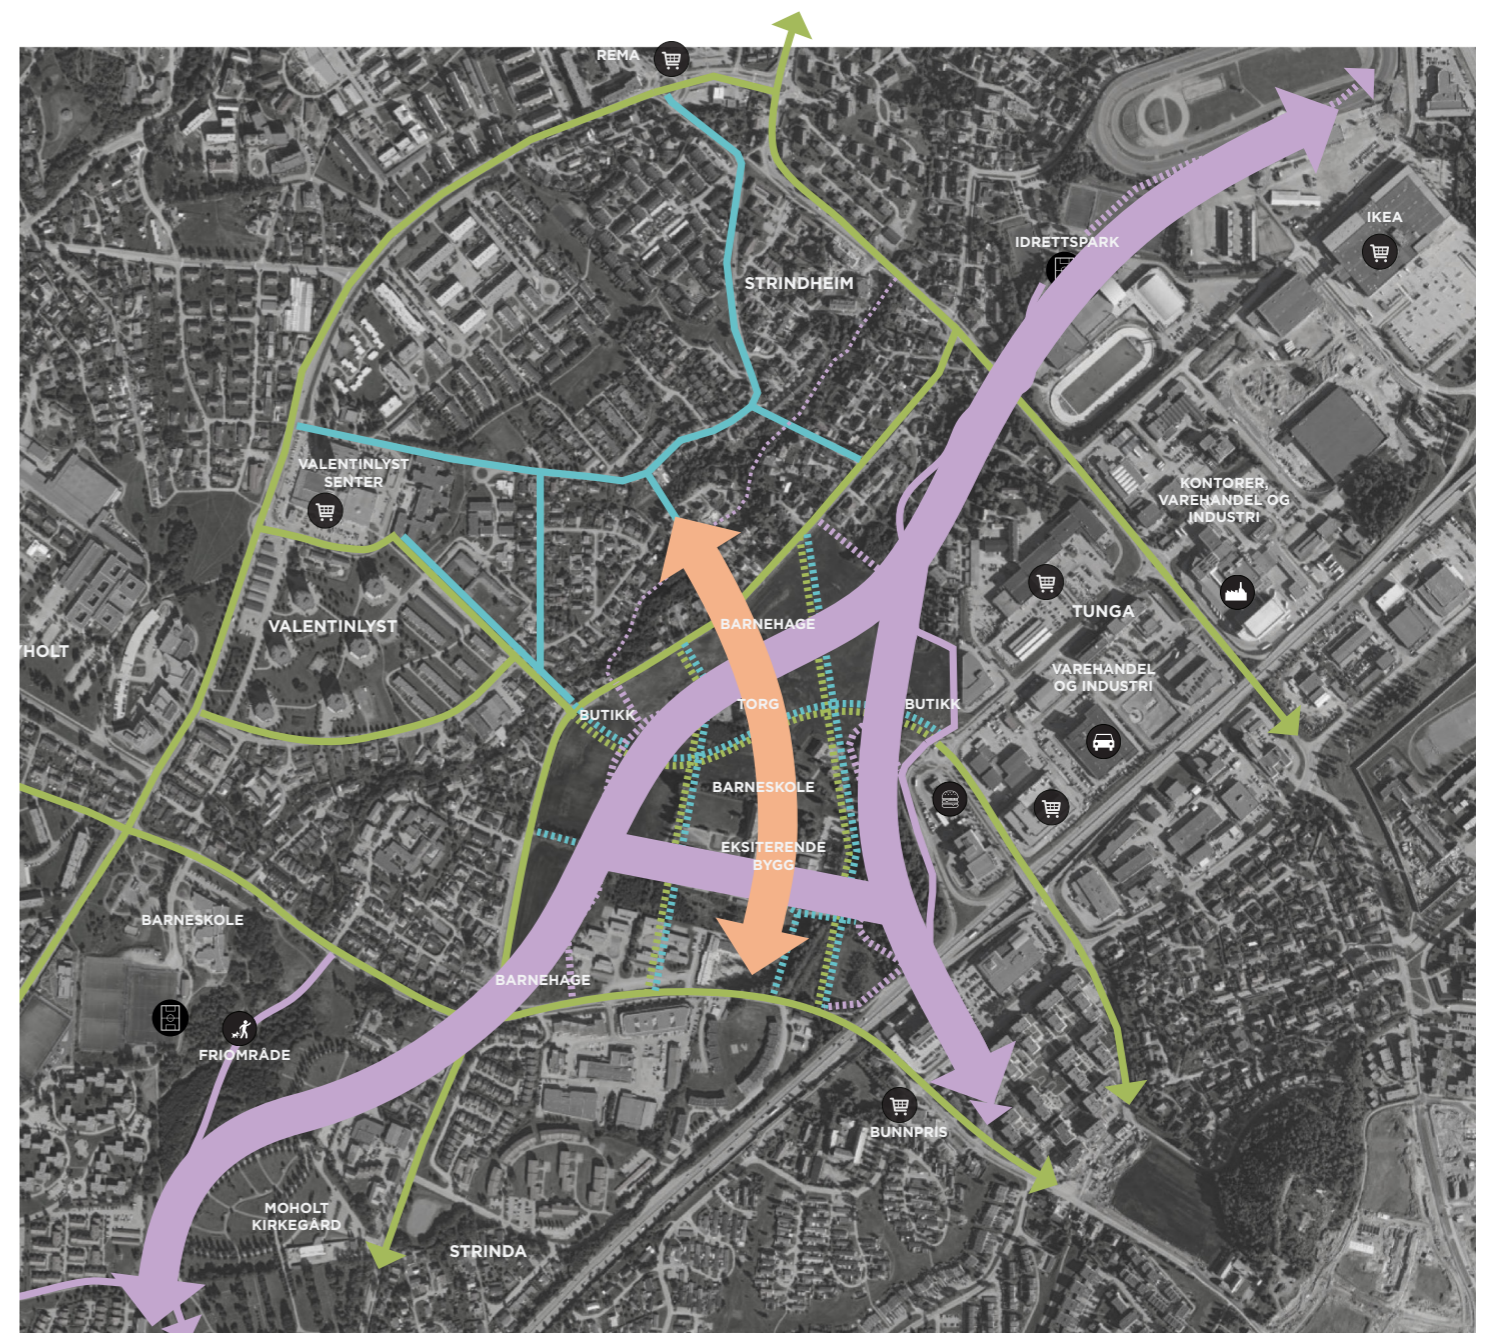 REMA
IKEA
IDRETTSPARK
STRINDHEIM
VALENTINLYST
SENTER
KONTORER,
VAREHANDEL OG
INDUSTRI
TUNGA
BARNEHAGE
VALENTINLYST
YHOLT
VAREHANDEL
OG INDUSTRI
TORG
BUTIKK
BUTIKK
BARNESKOLE
EKSITERENDE
BYGG
BARNESKOLE
BARNEHAGE
FRIOMRÅDE
BUNNPRIS
MOHOLT
KIRKEGÅRD
STRINDA